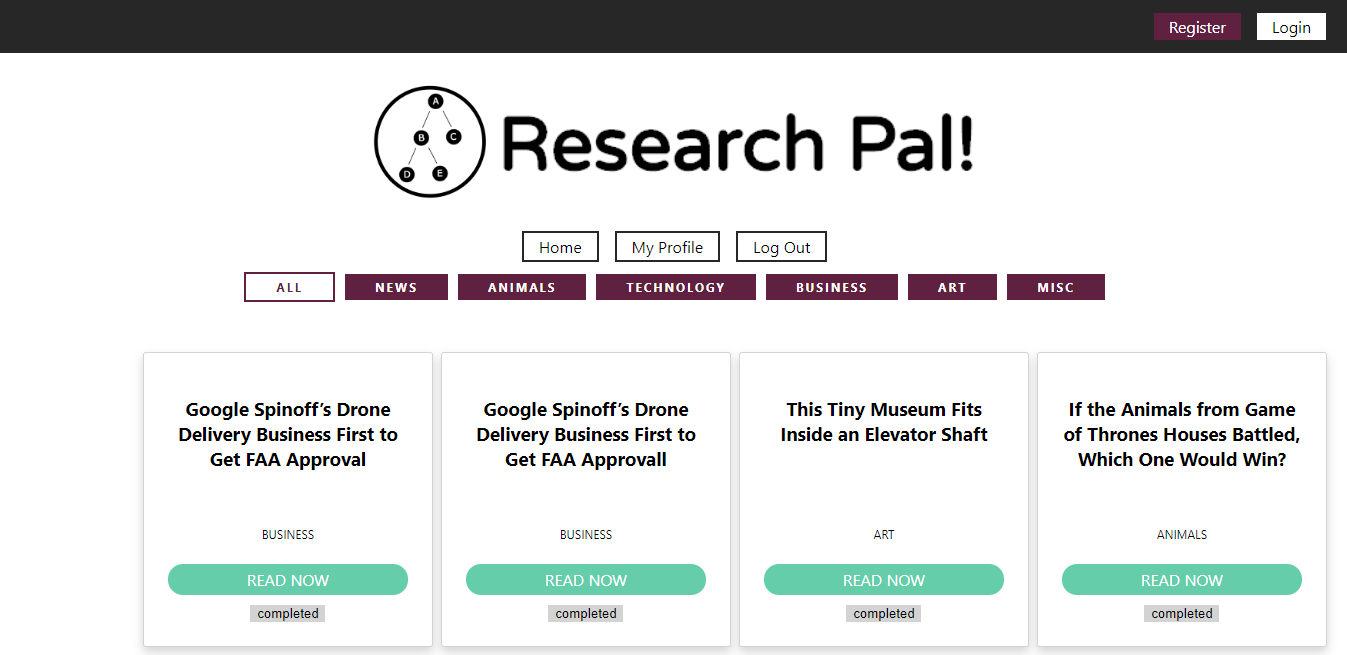 Register Login
A
B C
D E
Research Pal!
Home My Profile Log Out
ALL NEWS ANIMALS TECHNOLOGY BUSINESS ART MISC
Google Spinoff’s Drone
Delivery Business First to
Get FAA Approval
BUSINESS
READ NOW
completed
Google Spinoff’s Drone
Delivery Business First to
Get FAA Approvall
BUSINESS
READ NOW
completed
This Tiny Museum Fits
Inside an Elevator Shaft
ART
READ NOW
completed
If the Animals from Game
of Thrones Houses Battled,
Which One Would Win?
ANIMALS
READ NOW
completed